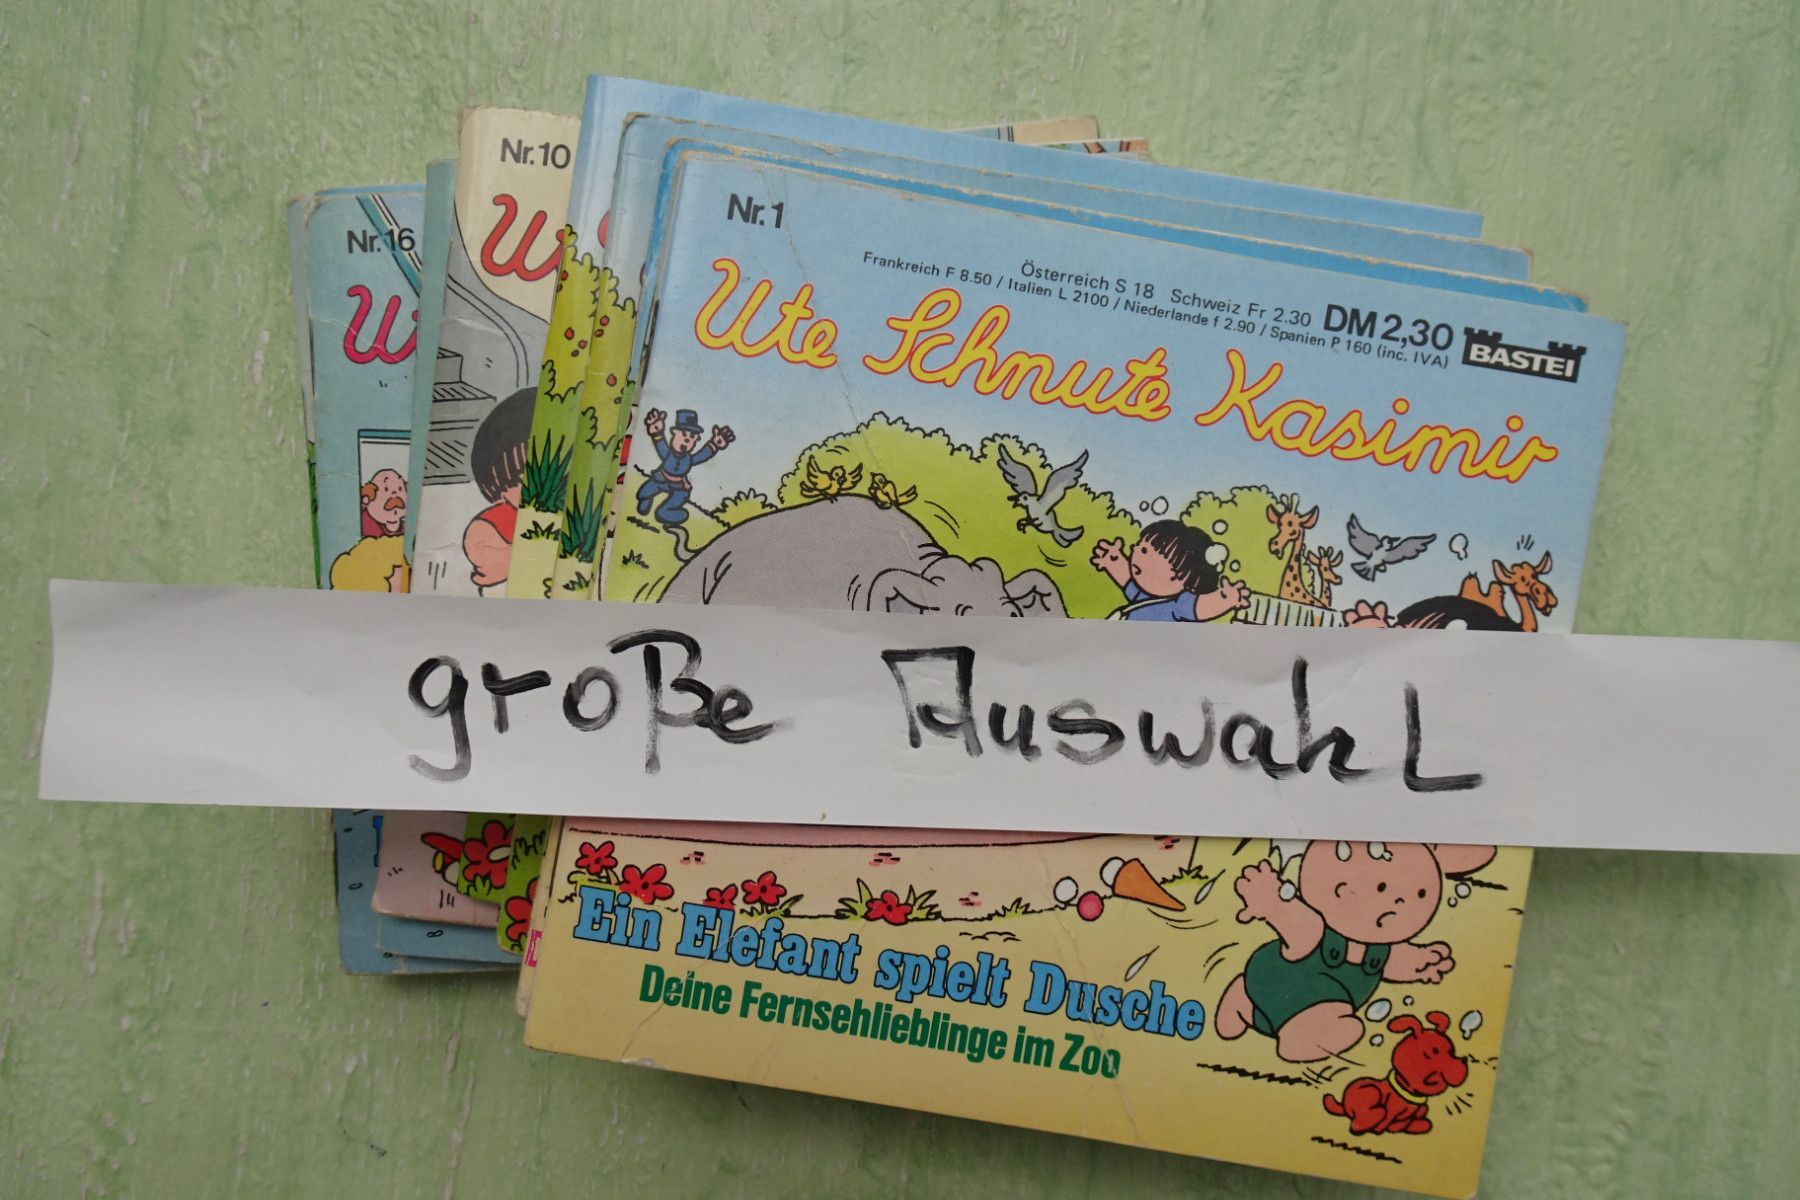 Nr. 16
Nr. 10
Nr. 1
Österreich S 18 Schweiz Fr 2.30 DM 2,30
Frankreich F 8.50 / Italien L 2100 / Niederlande f 2.90 / Spanien P 160 (inc. IVA)
BASTEI
Ute Schnute Kasimir
große Auswahl
Ein Elefant spielt Dusche
Deine Fernsehlieblinge im Zoo